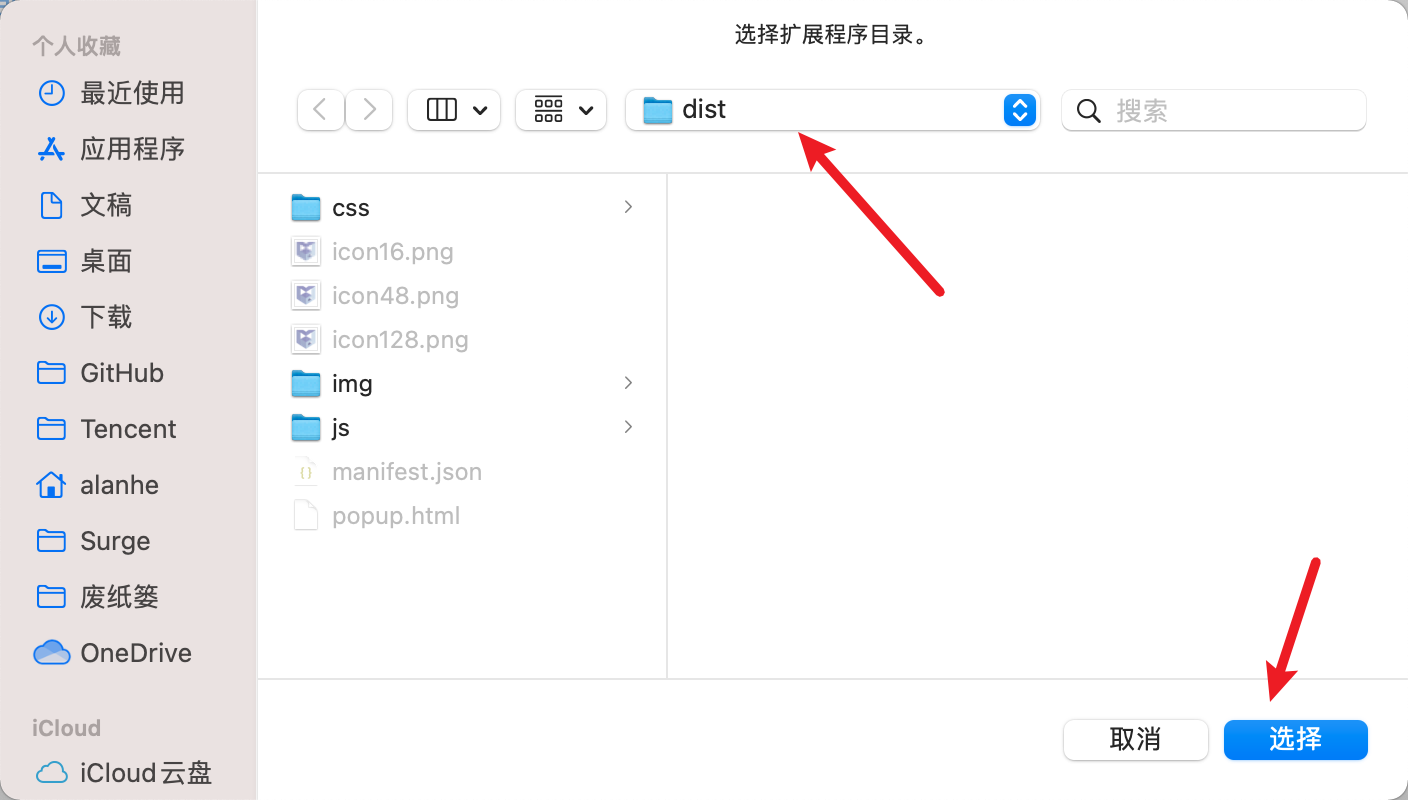 选择扩展程序目录。
个人收藏
最近使用
应用程序
文稿
桌面
下载
GitHub
Tencent
alanhe
Surge
废纸篓
OneDrive
iCloud
iCloud云盘
dist
搜索
css
icon16.png
icon48.png
icon128.png
img
js
manifest.json
popup.html
取消
选择